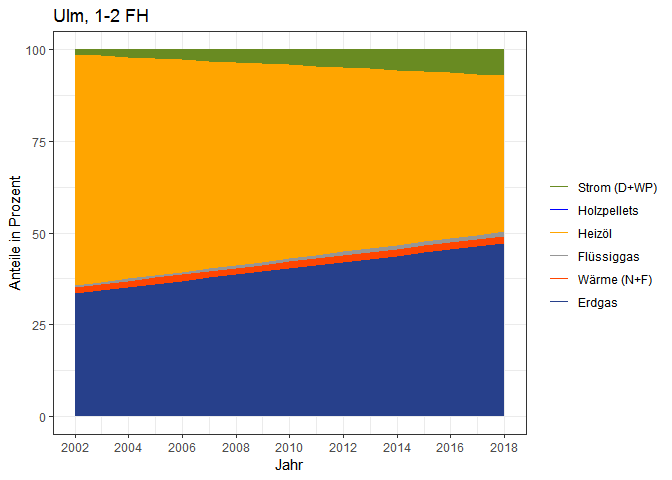 Ulm, 1-2 FH
Anteile in Prozent
100
75
50
25
0
2002 2004 2006 2008 2010 2012 2014 2016 2018
Jahr
Strom (D+WP)
Holzpellets
Heizöl
Flüssiggas
Wärme (N+F)
Erdgas